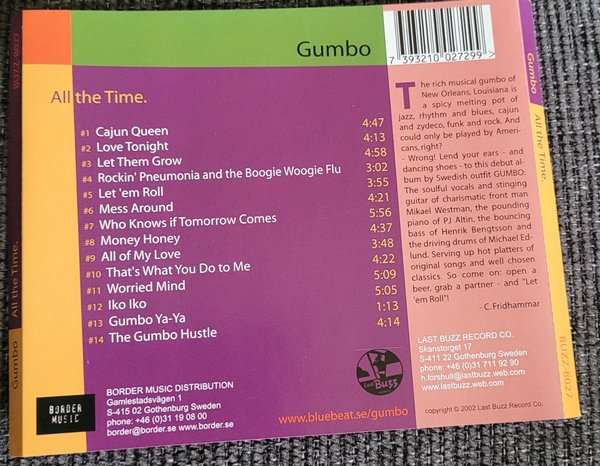 Gumbo
7 393210 027299 >
All the Time.
#1 Cajun Queen 4:47
#2 Love Tonight 4:13
#3 Let Them Grow 4:58
#4 Rockin' Pneumonia and the Boogie Woogie Flu 3:02
#5 Let 'em Roll 3:55
#6 Mess Around 4:21
#7 Who Knows if Tomorrow Comes 5:56
#8 Money Honey 4:37
#9 All of My Love 3:48
#10 That's What You Do to Me 4:22
#11 Worried Mind 5:09
#12 Iko Iko 5:05
#13 Gumbo Ya-Ya 1:13
#14 The Gumbo Hustle 4:14
The rich musical gumbo of
New Orleans, Louisiana is
a spicy melting pot of
jazz, rhythm and blues, cajun
and zydeco, funk and rock. And
could only be played by Ameri-
cans, right?
- Wrong! Lend your ears - and
dancing shoes - to this debut al-
bum by Swedish outfit GUMBO:
The soulful vocals and stinging
guitar of charismatic front man
Mikael Westman, the pounding
piano of PJ Altin, the bouncing
bass of Henrik Bengtsson and
the driving drums of Michael Ed-
lund. Serving up hot platters of
original songs and well chosen
classics. So come on: open a
beer, grab a partner - and "Let
'em Roll"!
- C. Fridhammar
BORDER
MUSIC
BORDER MUSIC DISTRIBUTION
Gamlestadsvägen 1
S-415 02 Gothenburg Sweden
phone: +46 (0)31 19 08 00
border@border.se www.border.se
Last Buzz
www.bluebeat.se/gumbo
LAST BUZZ RECORD CO.
Skanstorget 17
S-411 22 Gothenburg Sweden
phone: +46 (0)31 711 92 90
h.forshult@lastbuzz.web.com
www.lastbuzz.web.com
copyright © 2002 Last Buzz Record Co.
Gumbo All the Time. BUZZ-8027
Gumbo All the Time. BUZZ-8027